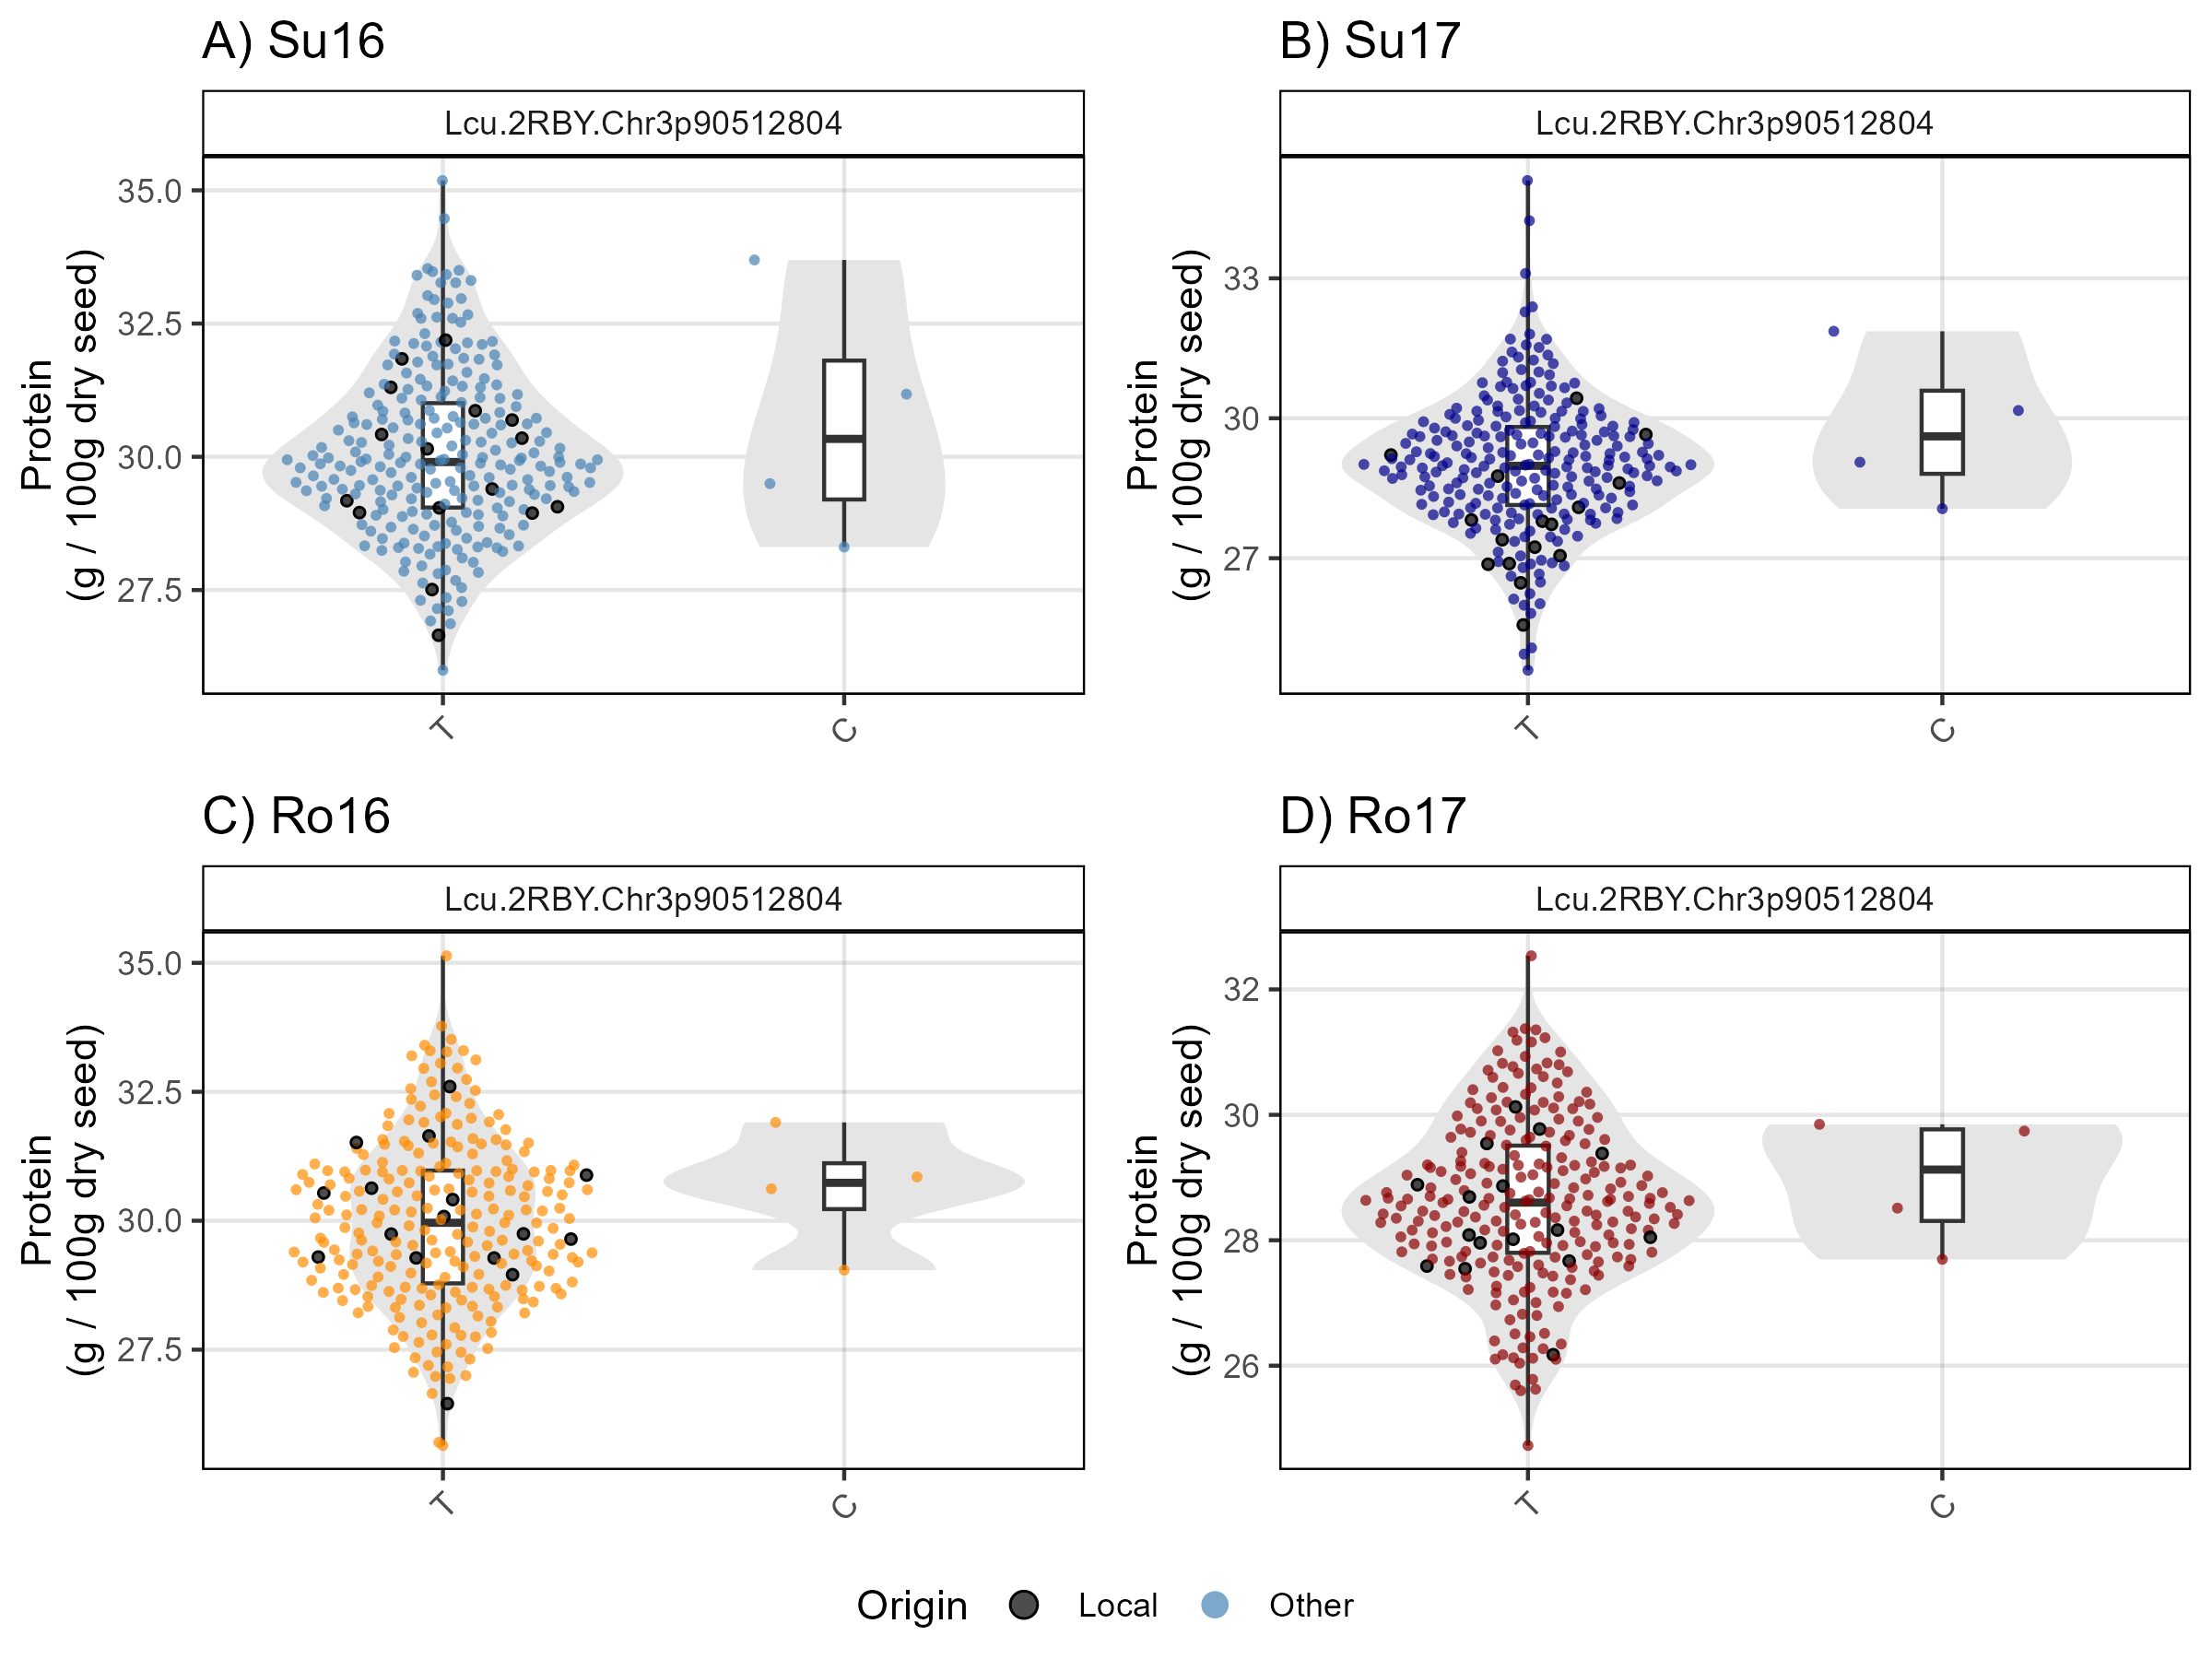 A) Su16
Lcu.2RBY.Chr3p90512804
Protein
(g / 100g dry seed)
35.0
32.5
30.0
27.5
T
C
B) Su17
Lcu.2RBY.Chr3p90512804
Protein
(g / 100g dry seed)
33
30
27
T
C
C) Ro16
Lcu.2RBY.Chr3p90512804
Protein
(g / 100g dry seed)
35.0
32.5
30.0
27.5
T
C
D) Ro17
Lcu.2RBY.Chr3p90512804
Protein
(g / 100g dry seed)
32
30
28
26
T
C
Origin Local Other